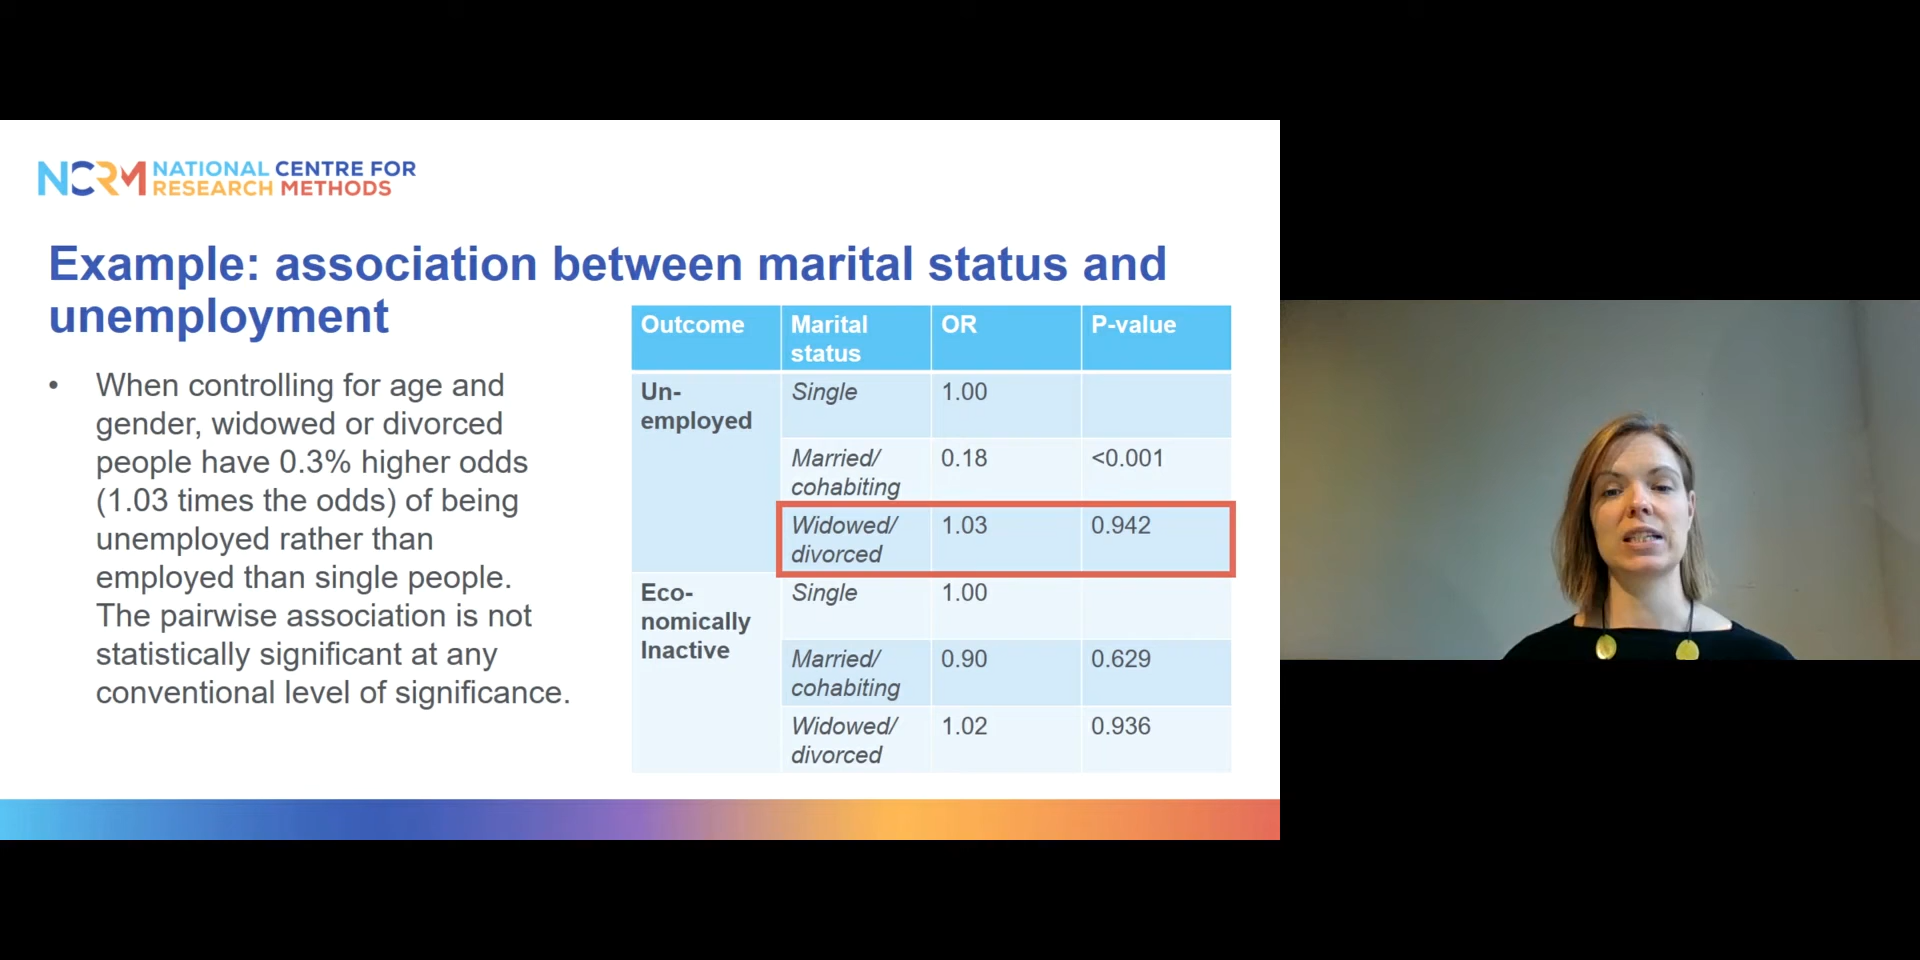 NCRM NATIONAL CENTRE FOR
RESEARCH METHODS
Example: association between marital status and
unemployment
• When controlling for age and
gender, widowed or divorced
people have 0.3% higher odds
(1.03 times the odds) of being
unemployed rather than
employed than single people.
The pairwise association is not
statistically significant at any
conventional level of significance.
Outcome Marital status OR P-value
Un-
employed
Single 1.00
Married/
cohabiting 0.18 <0.001
Widowed/
divorced 1.03 0.942
Eco-
nomically
Inactive
Single 1.00
Married/
cohabiting 0.90 0.629
Widowed/
divorced 1.02 0.936